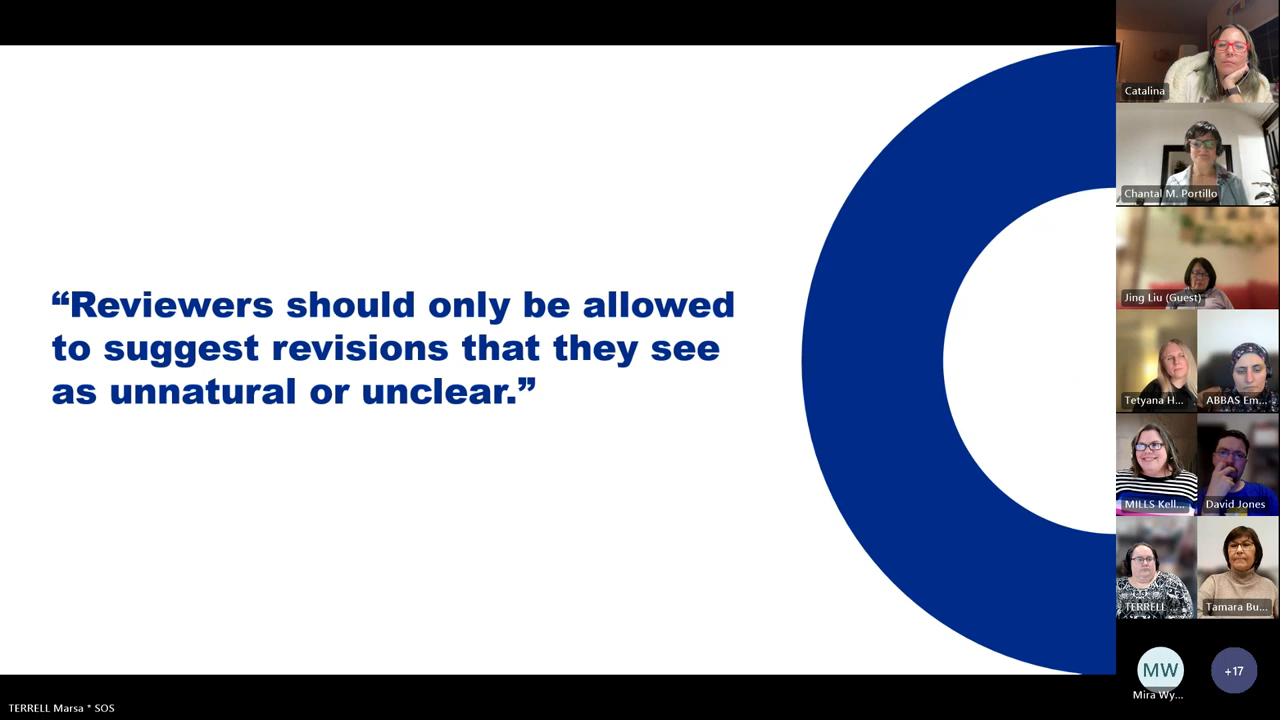 “Reviewers should only be allowed
to suggest revisions that they see
as unnatural or unclear.”
Catalina
Chantal M. Portillo
Jing Liu (Guest)
Tetyana H...
ABBAS Em...
MILLS Kell...
David Jones
TERRELL ...
Tamara Bu...
MW
Mira Wy...
+17
TERRELL Marsa * SOS